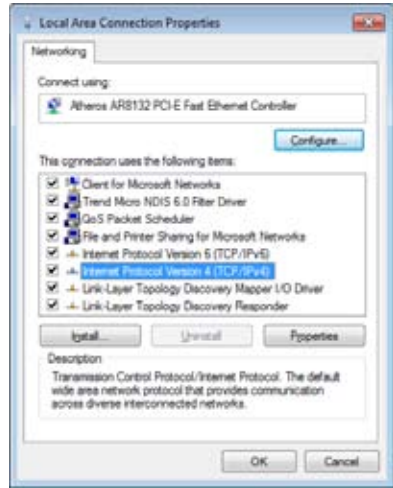 Local Area Connection Properties
Networking
Connect using:
Atheros AR8132 PCI-E Fast Ethernet Controller
Configure...
This connection uses the following items:
Client for Microsoft Networks
Trend Micro NDIS 6.0 Filter Driver
QoS Packet Scheduler
File and Printer Sharing for Microsoft Networks
Internet Protocol Version 6 (TCP/IPv6)
Internet Protocol Version 4 (TCP/IPv4)
Link-Layer Topology Discovery Mapper I/O Driver
Link-Layer Topology Discovery Responder
Install... Uninstall Properties
Description
Transmission Control Protocol/Internet Protocol. The default
wide area network protocol that provides communication
across diverse interconnected networks.
OK Cancel